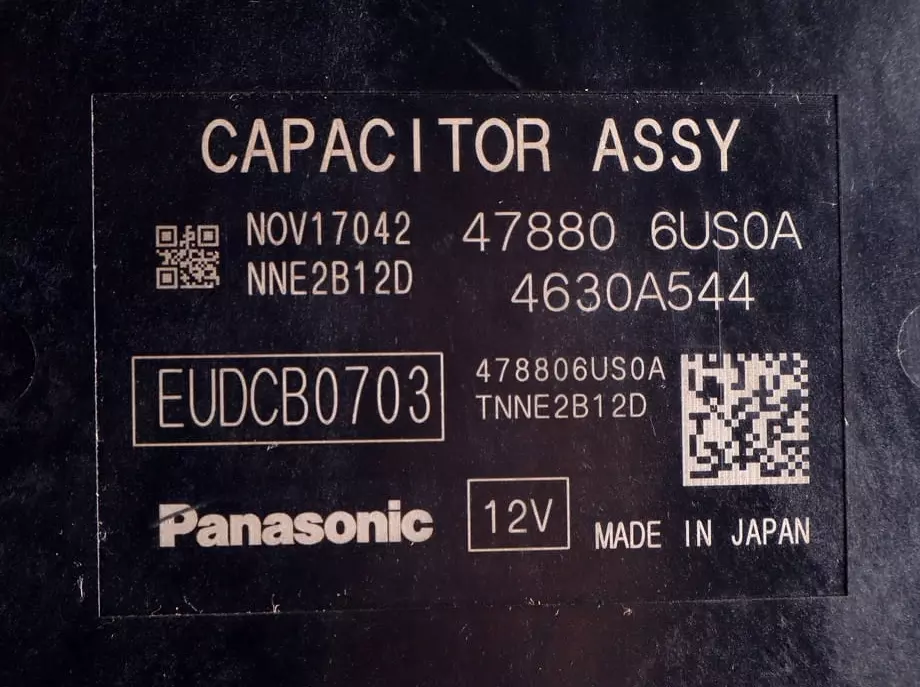 CAPACITOR ASSY
NOV17042
NNE2B12D
47880 6US0A
4630A544
EUDCB0703
478806US0A
TNNE2B12D
Panasonic
12V
MADE IN JAPAN